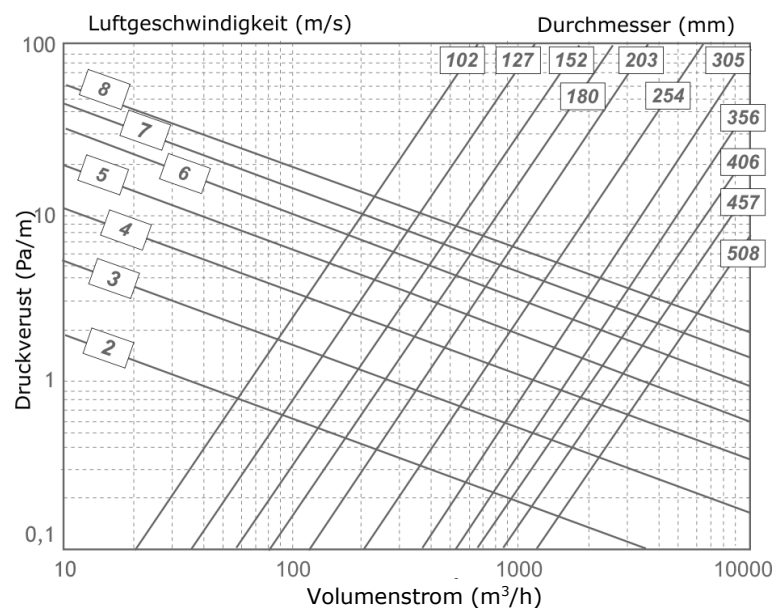 Luftgeschwindigkeit (m/s) Durchmesser (mm)
100
102 127 152 203 305
8 180 254
7 356
6 406
5
457
10
4
508
3
2
1
0,1
10 100 1000 10000
Druckverust (Pa/m)
Volumenstrom (m³/h)